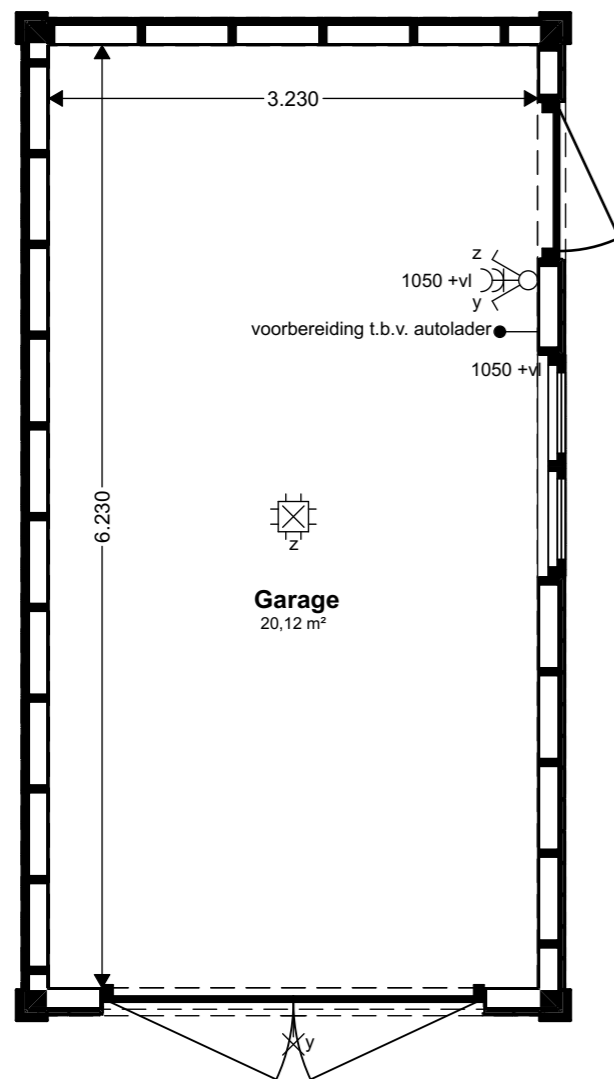 3.230
z
1050 +vl
y
voorbereiding t.b.v. autolader
1050 +vl
6.230
z
Garage
20,12 m²
y